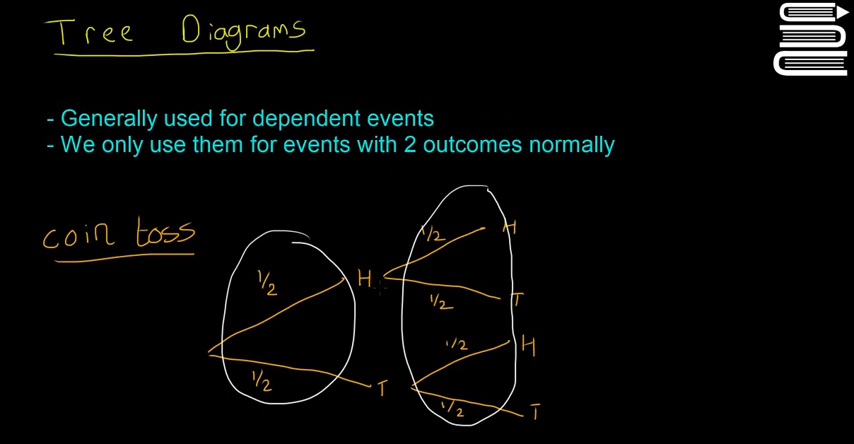 Tree Diagrams
- Generally used for dependent events
- We only use them for events with 2 outcomes normally
coin toss
1/2 H
1/2 T
1/2 H
1/2 T
1/2 H
1/2 T